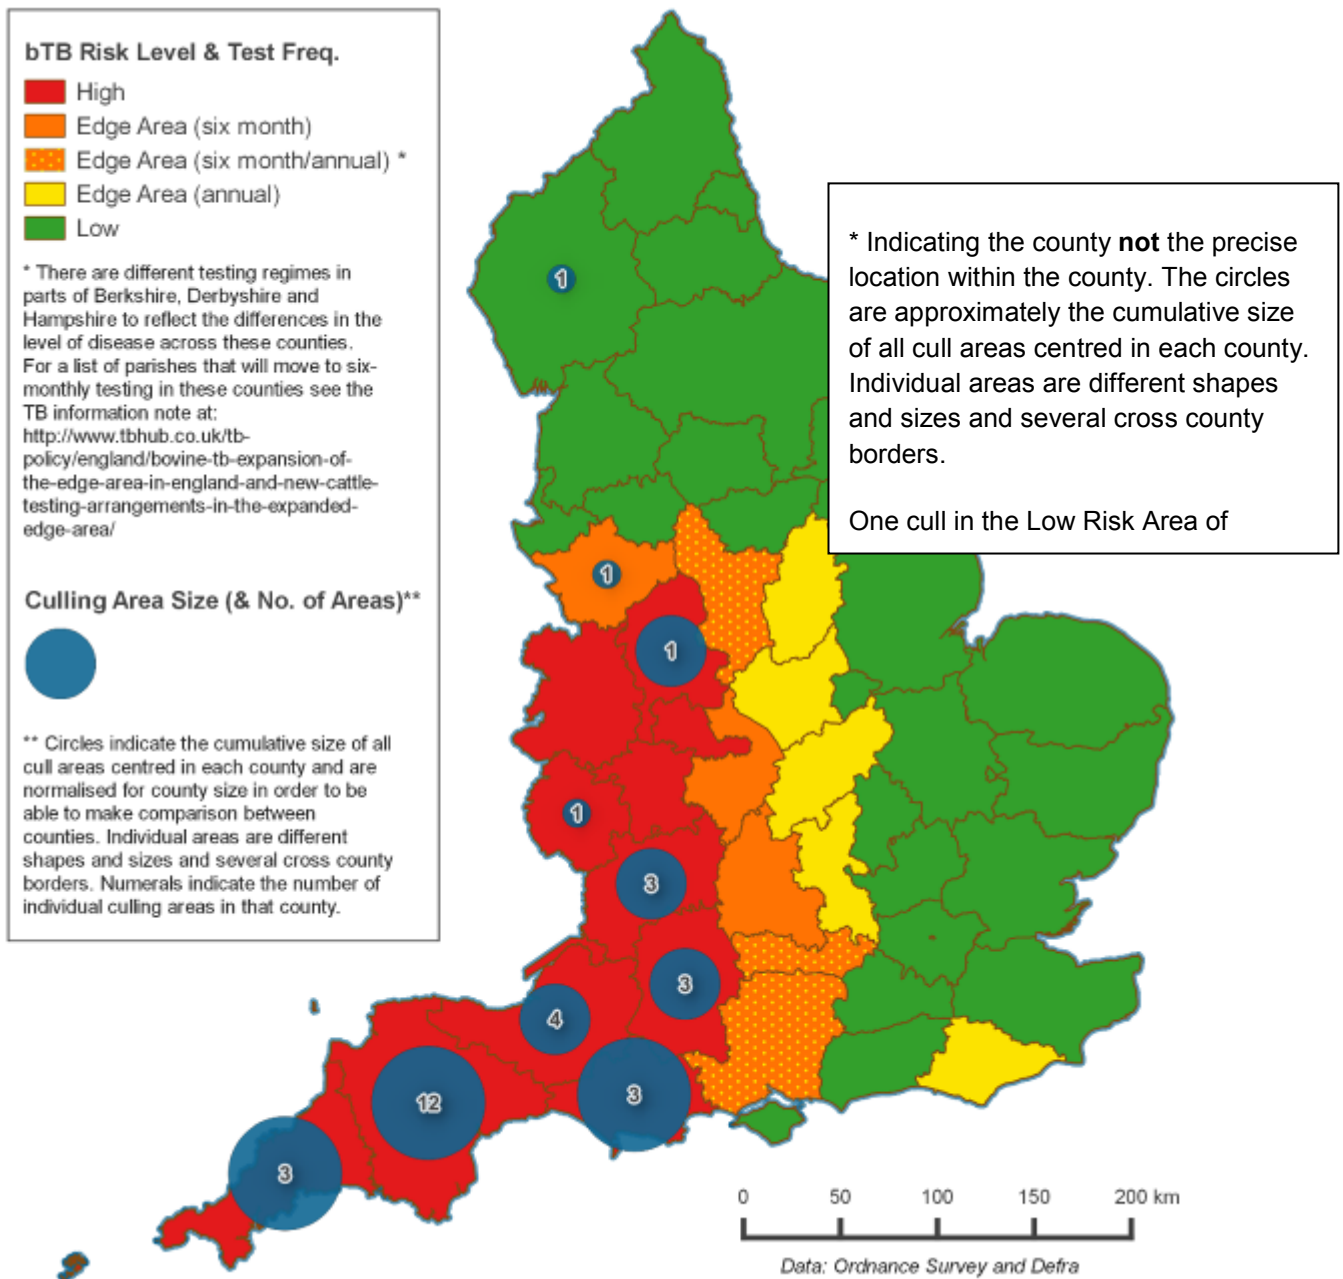 bTB Risk Level & Test Freq.
High
Edge Area (six month)
Edge Area (six month/annual) *
Edge Area (annual)
Low
* There are different testing regimes in
parts of Berkshire, Derbyshire and
Hampshire to reflect the differences in the
level of disease across these counties.
For a list of parishes that will move to six-
monthly testing in these counties see the
TB information note at:
http://www.tbhub.co.uk/tb-
policy/england/bovine-tb-expansion-of-
the-edge-area-in-england-and-new-cattle-
testing-arrangements-in-the-expanded-
edge-area/
Culling Area Size (& No. of Areas)**
** Circles indicate the cumulative size of all
cull areas centred in each county and are
normalised for county size in order to be
able to make comparison between
counties. Individual areas are different
shapes and sizes and several cross county
borders. Numerals indicate the number of
individual culling areas in that county.
* Indicating the county not the precise
location within the county. The circles
are approximately the cumulative size
of all cull areas centred in each county.
Individual areas are different shapes
and sizes and several cross county
borders.
One cull in the Low Risk Area of
1
1
1
1
3
3
4
3
12
3
0 50 100 150 200 km
Data: Ordnance Survey and Defra